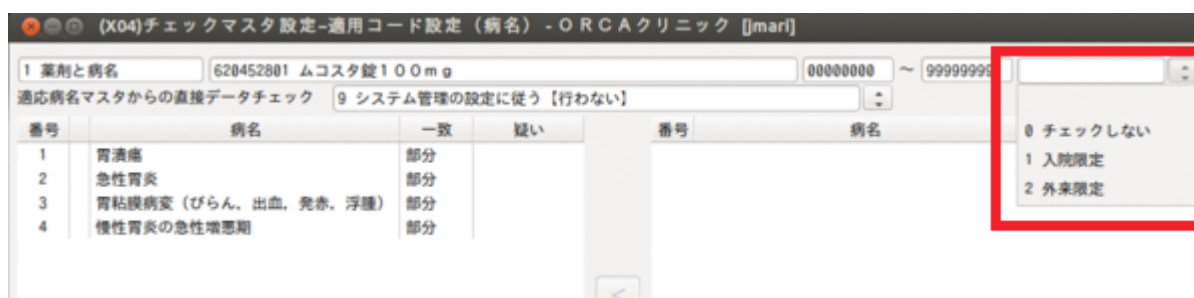 (X04)チェックマスタ設定-適用コード設定（病名）-ＯＲＣＡクリニック [jmari]
1 薬剤と病名 620452801 ムコスタ錠１００ｍｇ 00000000 ～ 99999999
適応病名マスタからの直接データチェック 9 システム管理の設定に従う【行わない】
番号 病名 一致 疑い 番号 病名
0 チェックしない
1 胃潰瘍 部分
1 入院限定
2 急性胃炎 部分
2 外来限定
3 胃粘膜病変（びらん，出血，発赤，浮腫） 部分
4 慢性胃炎の急性増悪期 部分
<